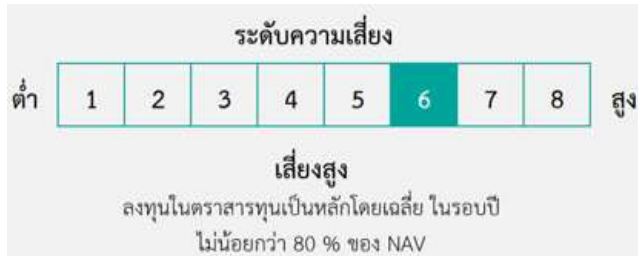 ระดับความเสี่ยง
ต่ำ 1 2 3 4 5 6 7 8 สูง
เสี่ยงสูง
ลงทุนในตราสารทุนเป็นหลักโดยเฉลี่ย ในรอบปี
ไม่น้อยกว่า 80 % ของ NAV